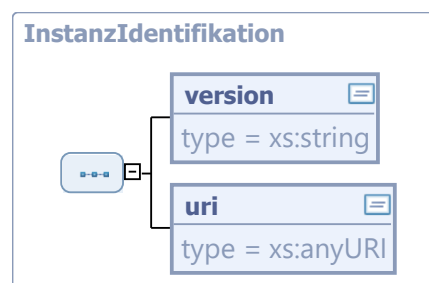 InstanzIdentifikation
version
type = xs:string
uri
type = xs:anyURI